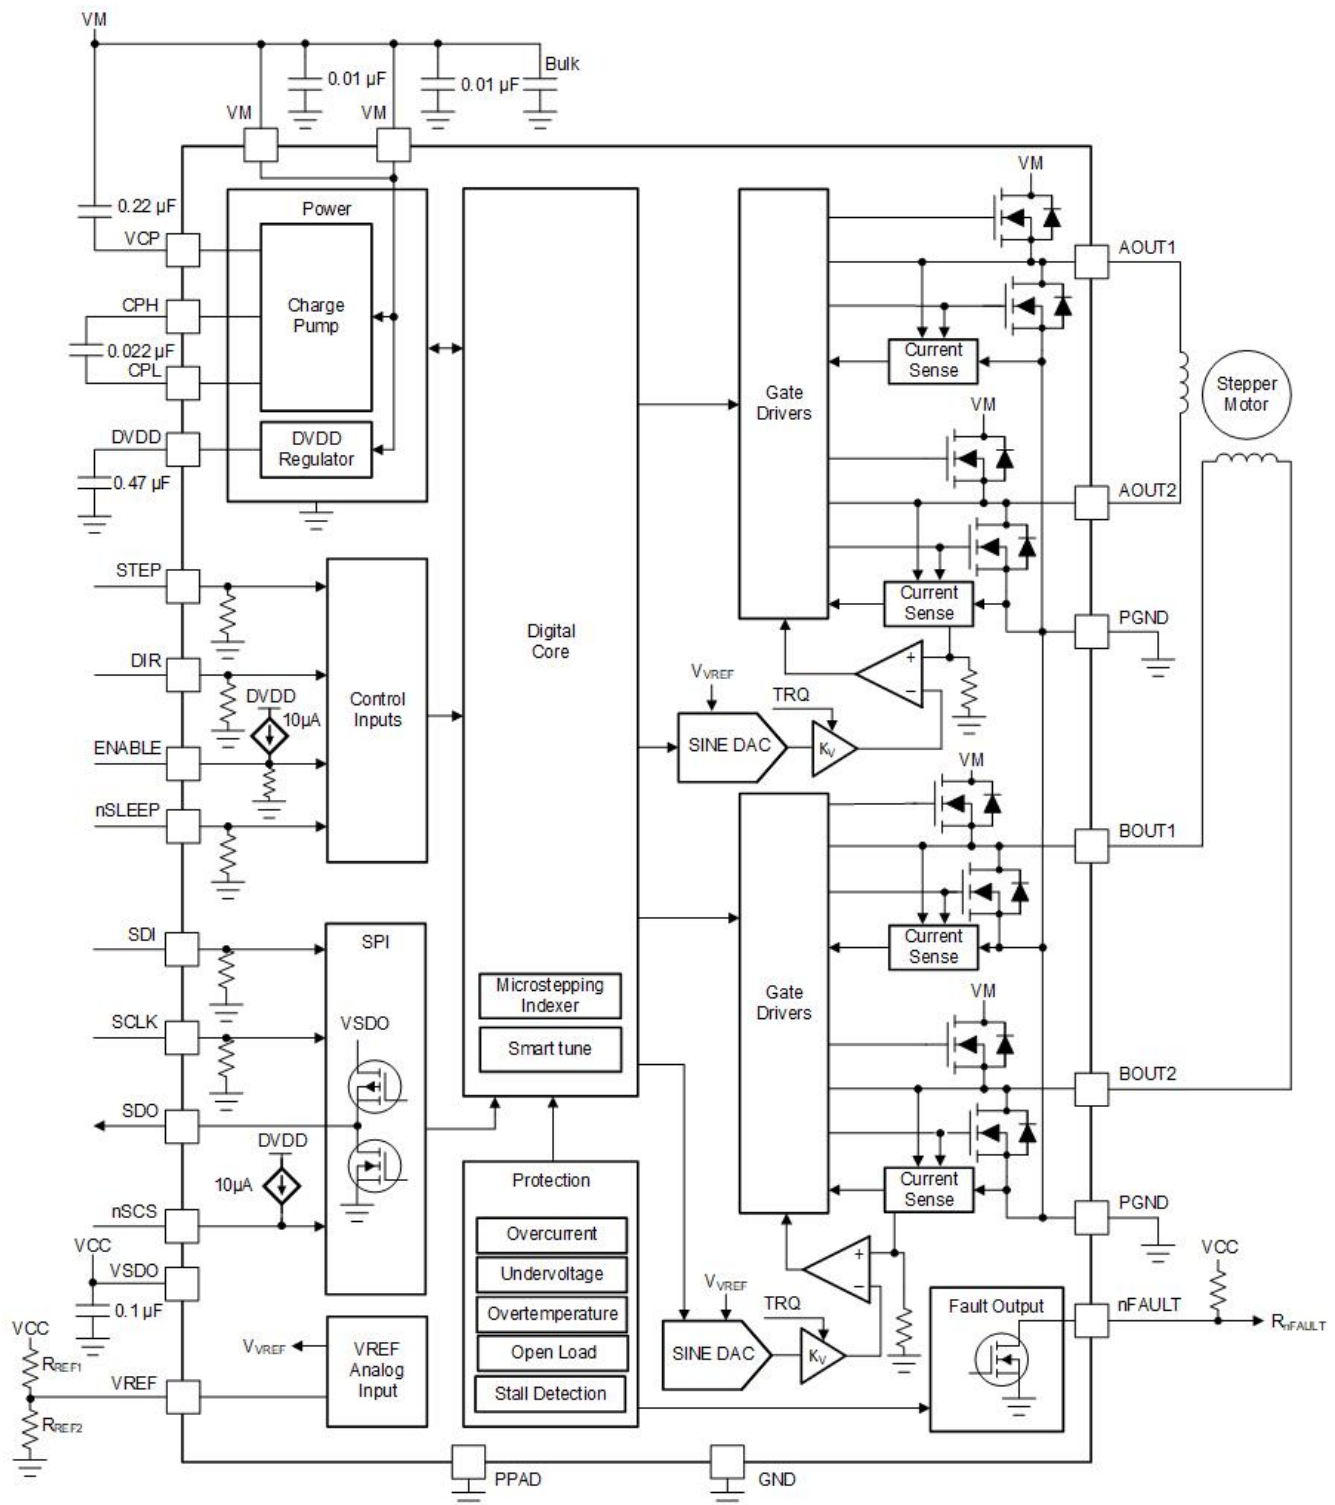 VM
Bulk
0.01 µF
0.01 µF
VM
VM
0.22 µF
Power
VM
VCP
AOUT1
CPH
Charge
Pump
0.022 µF
CPL
Current
Sense
Stepper
Motor
Gate
Drivers
VM
DVDD
DVDD
Regulator
0.47 µF
AOUT2
STEP
Current
Sense
PGND
Digital
Core
DIR
VVREF
TRQ
DVDD
10µA
Control
Inputs
ENABLE
SINE DAC
KV
VM
nSLEEP
BOUT1
SDI
SPI
Current
Sense
Microstepping
Indexer
Gate
Drivers
VM
SCLK
VSDO
Smart tune
BOUT2
SDO
DVDD
10µA
Protection
Current
Sense
nSCS
PGND
Overcurrent
VCC
VSDO
VCC
Undervoltage
VVREF
0.1 µF
TRQ
Fault Output
nFAULT
Overtemperature
RnFAULT
VCC
VVREF
VREF
Analog
Input
Open Load
SINE DAC
KV
RREF1
VREF
Stall Detection
RREF2
PPAD
GND